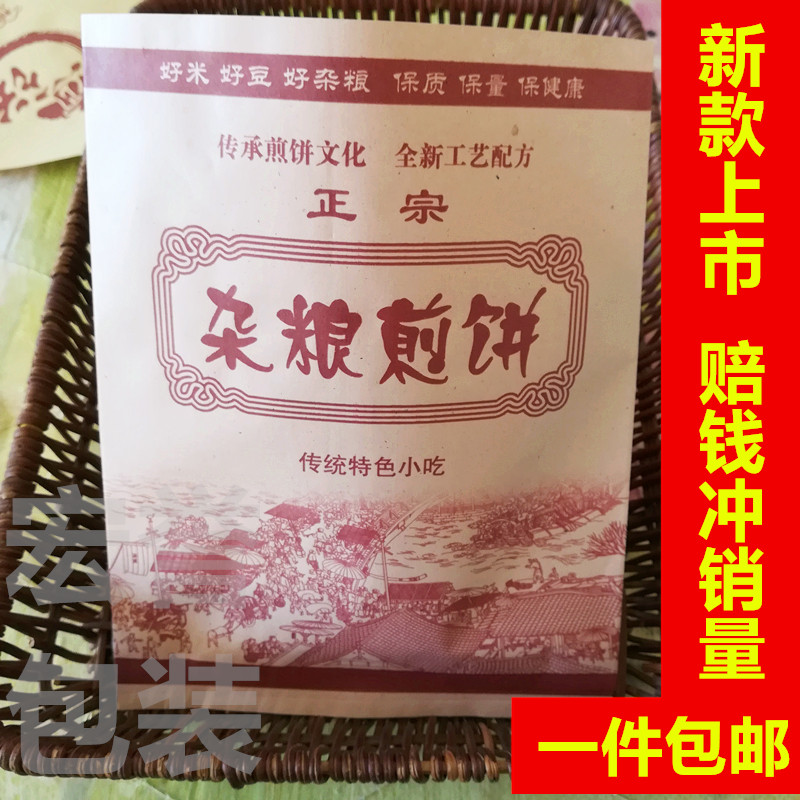 好米 好豆 好杂粮 保质 保量 保健康
传承煎饼文化 全新工艺配方
正宗
杂粮煎饼
传统特色小吃
新款上市 赔钱冲销量
一件包邮
包装